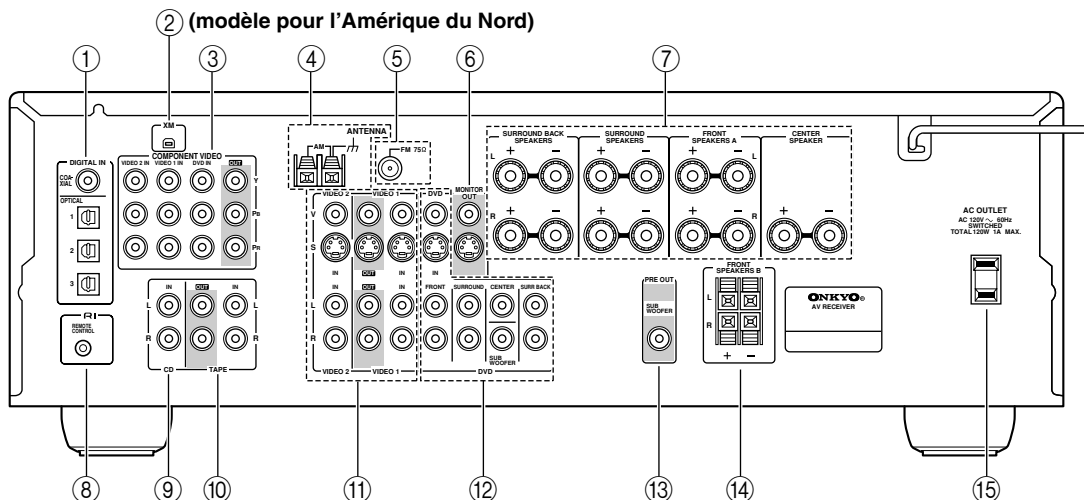 ② (modèle pour l'Amérique du Nord)
① ③ ④ ⑤ ⑥ ⑦
XM
ANTENNA
AM
FM 75Ω
DIGITAL IN
COAXIAL
OPTICAL
1
2
3
COMPONENT VIDEO
VIDEO 2 IN VIDEO 1 IN DVD IN OUT
Y
PB
PR
VIDEO 2 VIDEO 1 DVD MONITOR OUT
V
S
IN OUT IN IN
SURROUND BACK SPEAKERS
SURROUND SPEAKERS
FRONT SPEAKERS A
CENTER SPEAKER
+ − + − + −
L L
+ − + − + − + −
R R
AC OUTLET
AC 120V ~ 60Hz
SWITCHED
TOTAL 120W 1A MAX.
RI
REMOTE CONTROL
IN OUT IN
L L
R R
CD TAPE
IN OUT IN FRONT SURROUND CENTER SURR BACK
L
R
SUB WOOFER
VIDEO 2 VIDEO 1 DVD
PRE OUT
SUB WOOFER
FRONT SPEAKERS B
L
R
+ −
ONKYO®
AV RECEIVER
⑧ ⑨ ⑩ ⑪ ⑫ ⑬ ⑭ ⑮